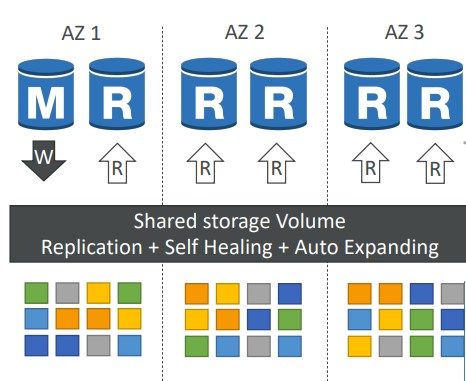 AZ 1
AZ 2
AZ 3
M R R R R R
W R R R R R
Shared storage Volume
Replication + Self Healing + Auto Expanding